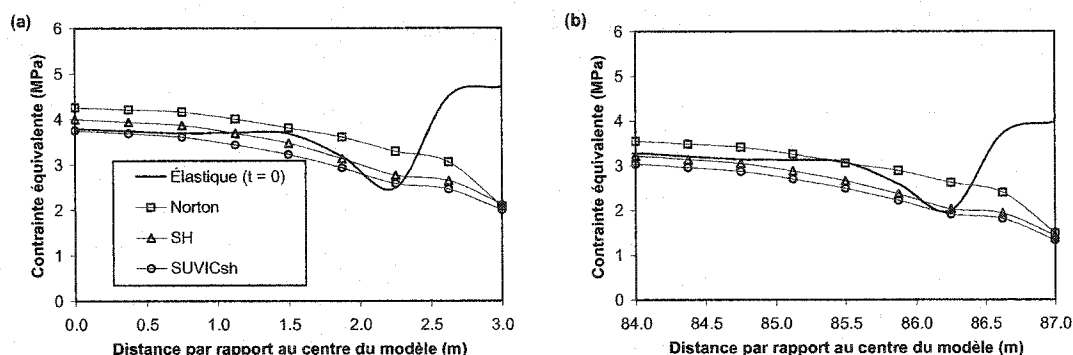 (a)
Contrainte équivalente (MPa)
6
5
4
3
2
1
0
Élastique (t = 0)
Norton
SH
SUVICsh
0.0 0.5 1.0 1.5 2.0 2.5 3.0
Distance par rapport au centre du modèle (m)
(b)
Contrainte équivalente (MPa)
6
5
4
3
2
1
0
84.0 84.5 85.0 85.5 86.0 86.5 87.0
Distance par rapport au centre du modèle (m)